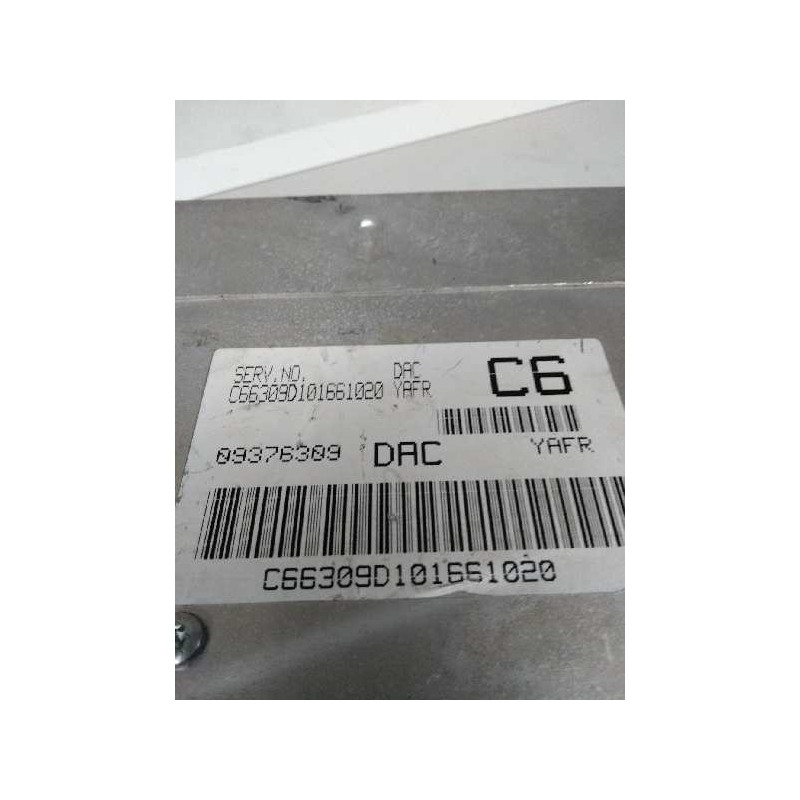 SERV.NO. DAC C6
C66309D101661020 YAFR
09376309 DAC YAFR
C66309D101661020